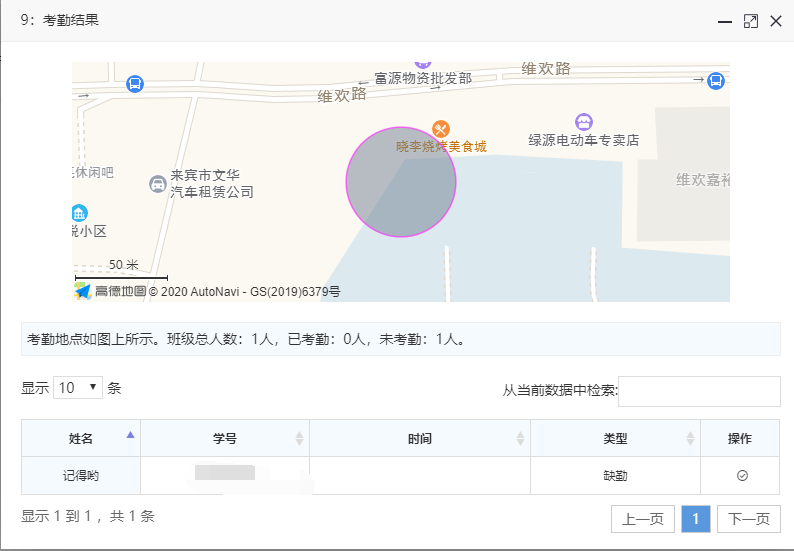 9：考勤结果
富源物资批发部
维欢路
维欢路
晓李烧烤美食城
绿源电动车专卖店
休闲吧
来宾市文华
汽车租赁公司
维欢嘉裕
悦小区
50 米
高德地图 © 2020 AutoNavi - GS(2019)6379号
考勤地点如图上所示。班级总人数：1人，已考勤：0人，未考勤：1人。
显示 10 条
从当前数据中检索:
姓名 学号 时间 类型 操作
记得哟 缺勤
显示 1 到 1 ，共 1 条
上一页 1 下一页